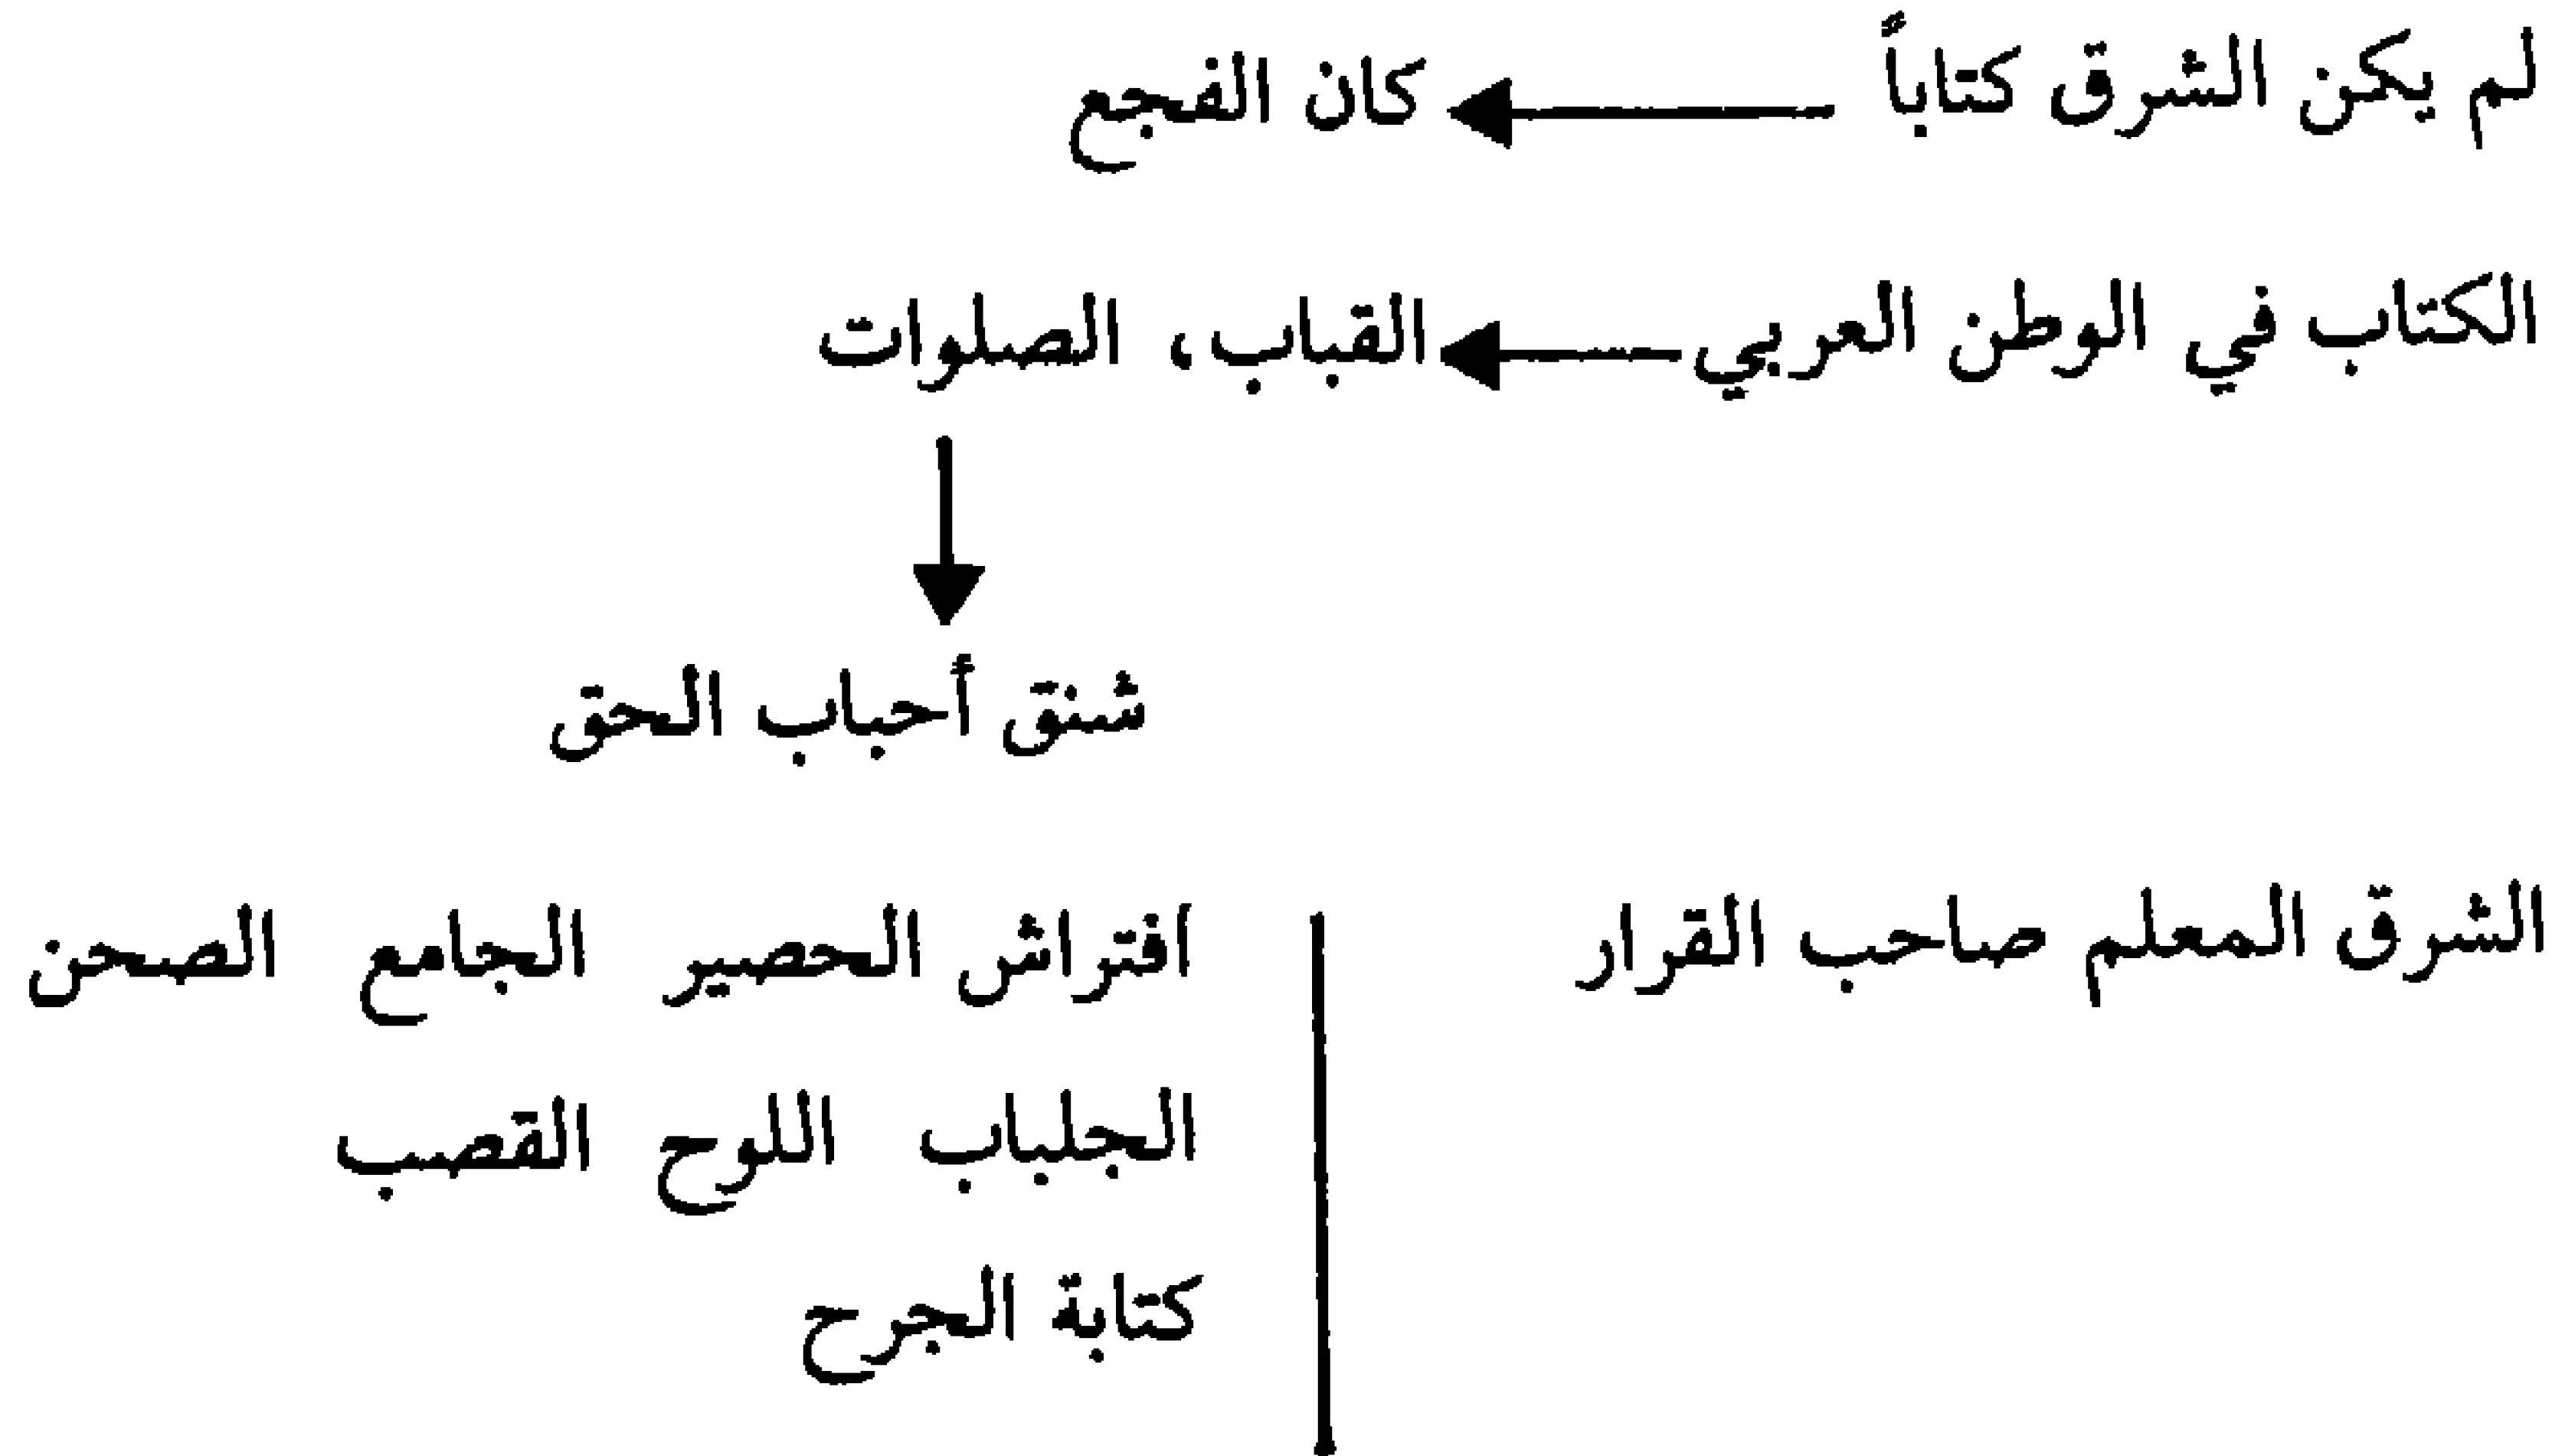 لم يكن الشرق كتاباً ← كان الفجع
الكتاب في الوطن العربي ← القباب، الصلوات
↓
شنق أحباب الحق
الشرق المعلم صاحب القرار | افتراش الحصير الجامع الصحن
الجلباب اللوح القصب
كتابة الجرح